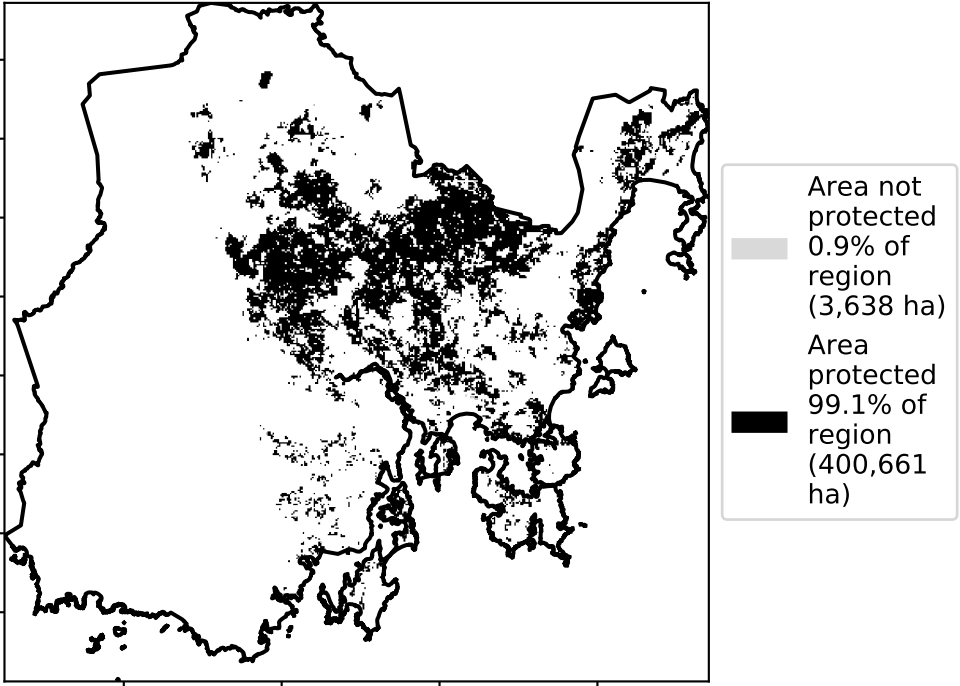 Area not
protected
0.9% of
region
(3,638 ha)
Area
protected
99.1% of
region
(400,661
ha)